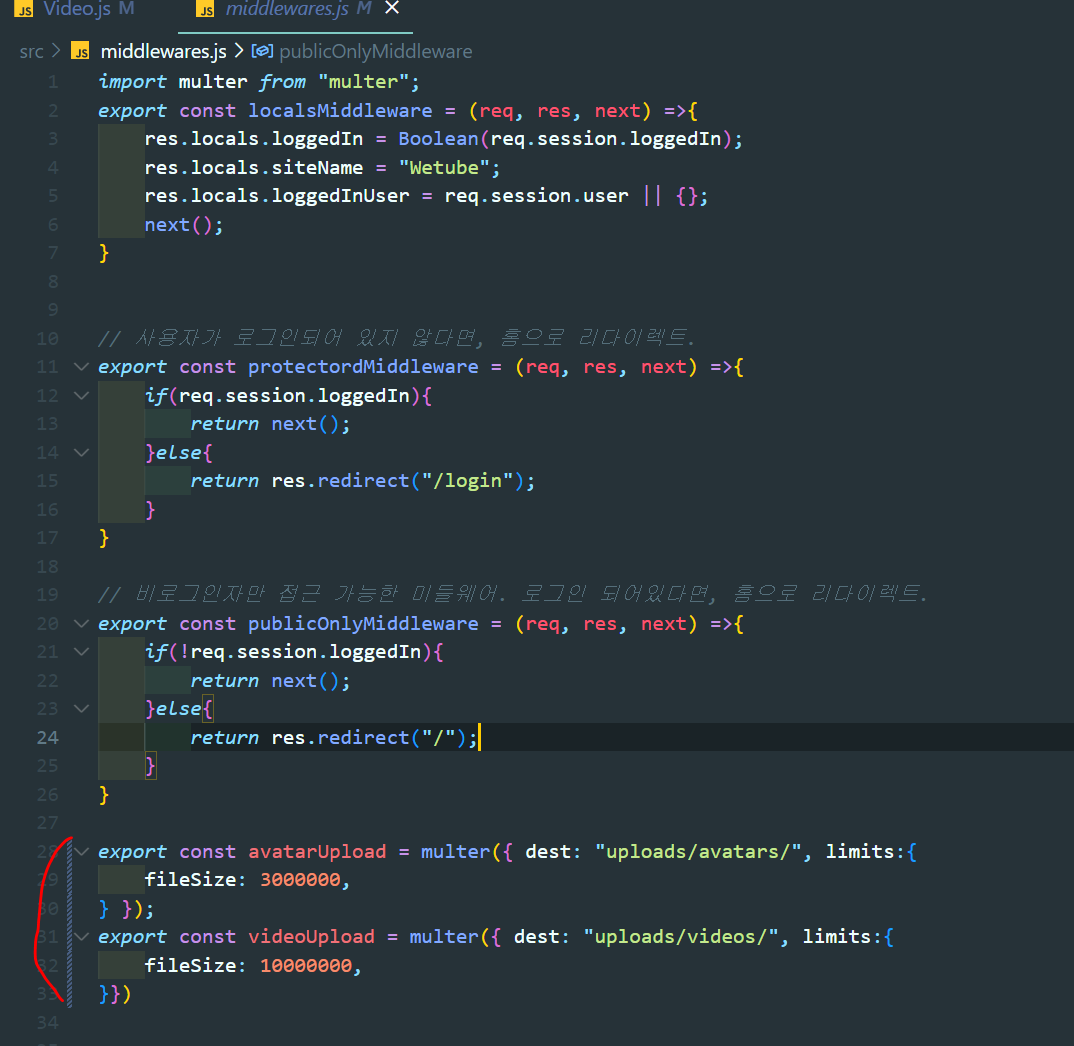 JS Video.js M JS middlewares.js M ×
src > JS middlewares.js > publicOnlyMiddleware
1 import multer from "multer";
2 export const localsMiddleware = (req, res, next) =>{
3 res.locals.loggedIn = Boolean(req.session.loggedIn);
4 res.locals.siteName = "Wetube";
5 res.locals.loggedInUser = req.session.user || {};
6 next();
7 }
8
9
10 // 사용자가 로그인되어 있지 않다면, 홈으로 리다이렉트.
11 export const protectordMiddleware = (req, res, next) =>{
12 if(req.session.loggedIn){
13 return next();
14 }else{
15 return res.redirect("/login");
16 }
17 }
18
19 // 비로그인자만 접근 가능한 미들웨어. 로그인 되어있다면, 홈으로 리다이렉트.
20 export const publicOnlyMiddleware = (req, res, next) =>{
21 if(!req.session.loggedIn){
22 return next();
23 }else{
24 return res.redirect("/");
25 }
26 }
27
28 export const avatarUpload = multer({ dest: "uploads/avatars/", limits:{
29 fileSize: 3000000,
30 } });
31 export const videoUpload = multer({ dest: "uploads/videos/", limits:{
32 fileSize: 10000000,
33 }})
34